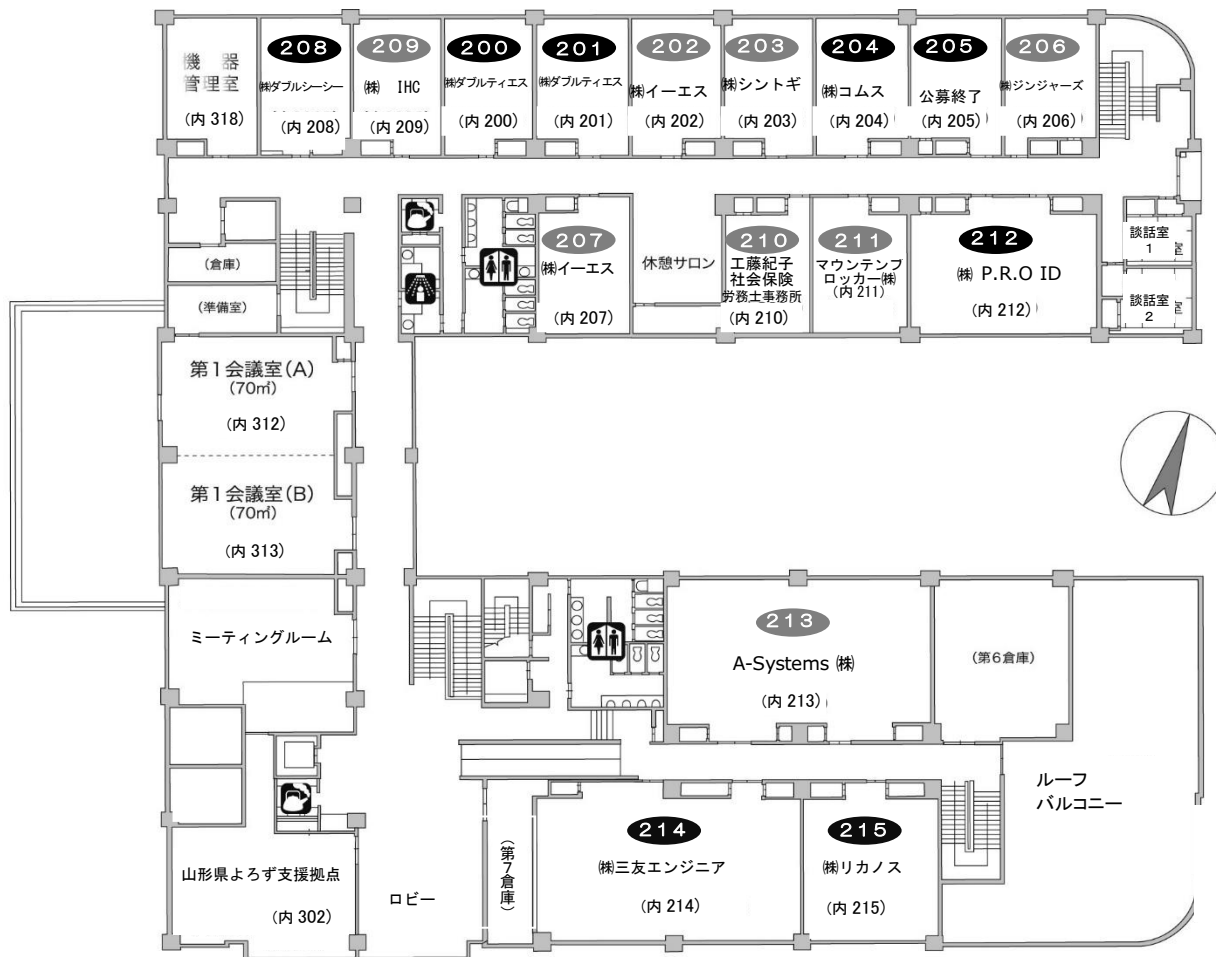 機 器
管理室
(内 318)
208
㈱ダブルシーシー
(内 208)
209
㈱ IHC
(内 209)
200
㈱ダブルティエス
(内 200)
201
㈱ダブルティエス
(内 201)
202
㈱イーエス
(内 202)
203
㈱シントギ
(内 203)
204
㈱コムス
(内 204)
205
公募終了
(内 205)
206
㈱ジンジャーズ
(内 206)
(倉庫)
(準備室)
207
㈱イーエス
(内 207)
休憩サロン
210
工藤紀子
社会保険
労務士事務所
(内 210)
211
マウンテンブ
ロッカー㈱
(内 211)
212
㈱ P.R.O ID
(内 212)
談話室
1
談話室
2
第1会議室(A)
(70㎡)
(内 312)
第1会議室(B)
(70㎡)
(内 313)
ミーティングルーム
213
A-Systems ㈱
(内 213)
(第6倉庫)
ルーフ
バルコニー
山形県よろず支援拠点
(内 302)
ロビー
(第7倉庫)
214
㈱三友エンジニア
(内 214)
215
㈱リカノス
(内 215)